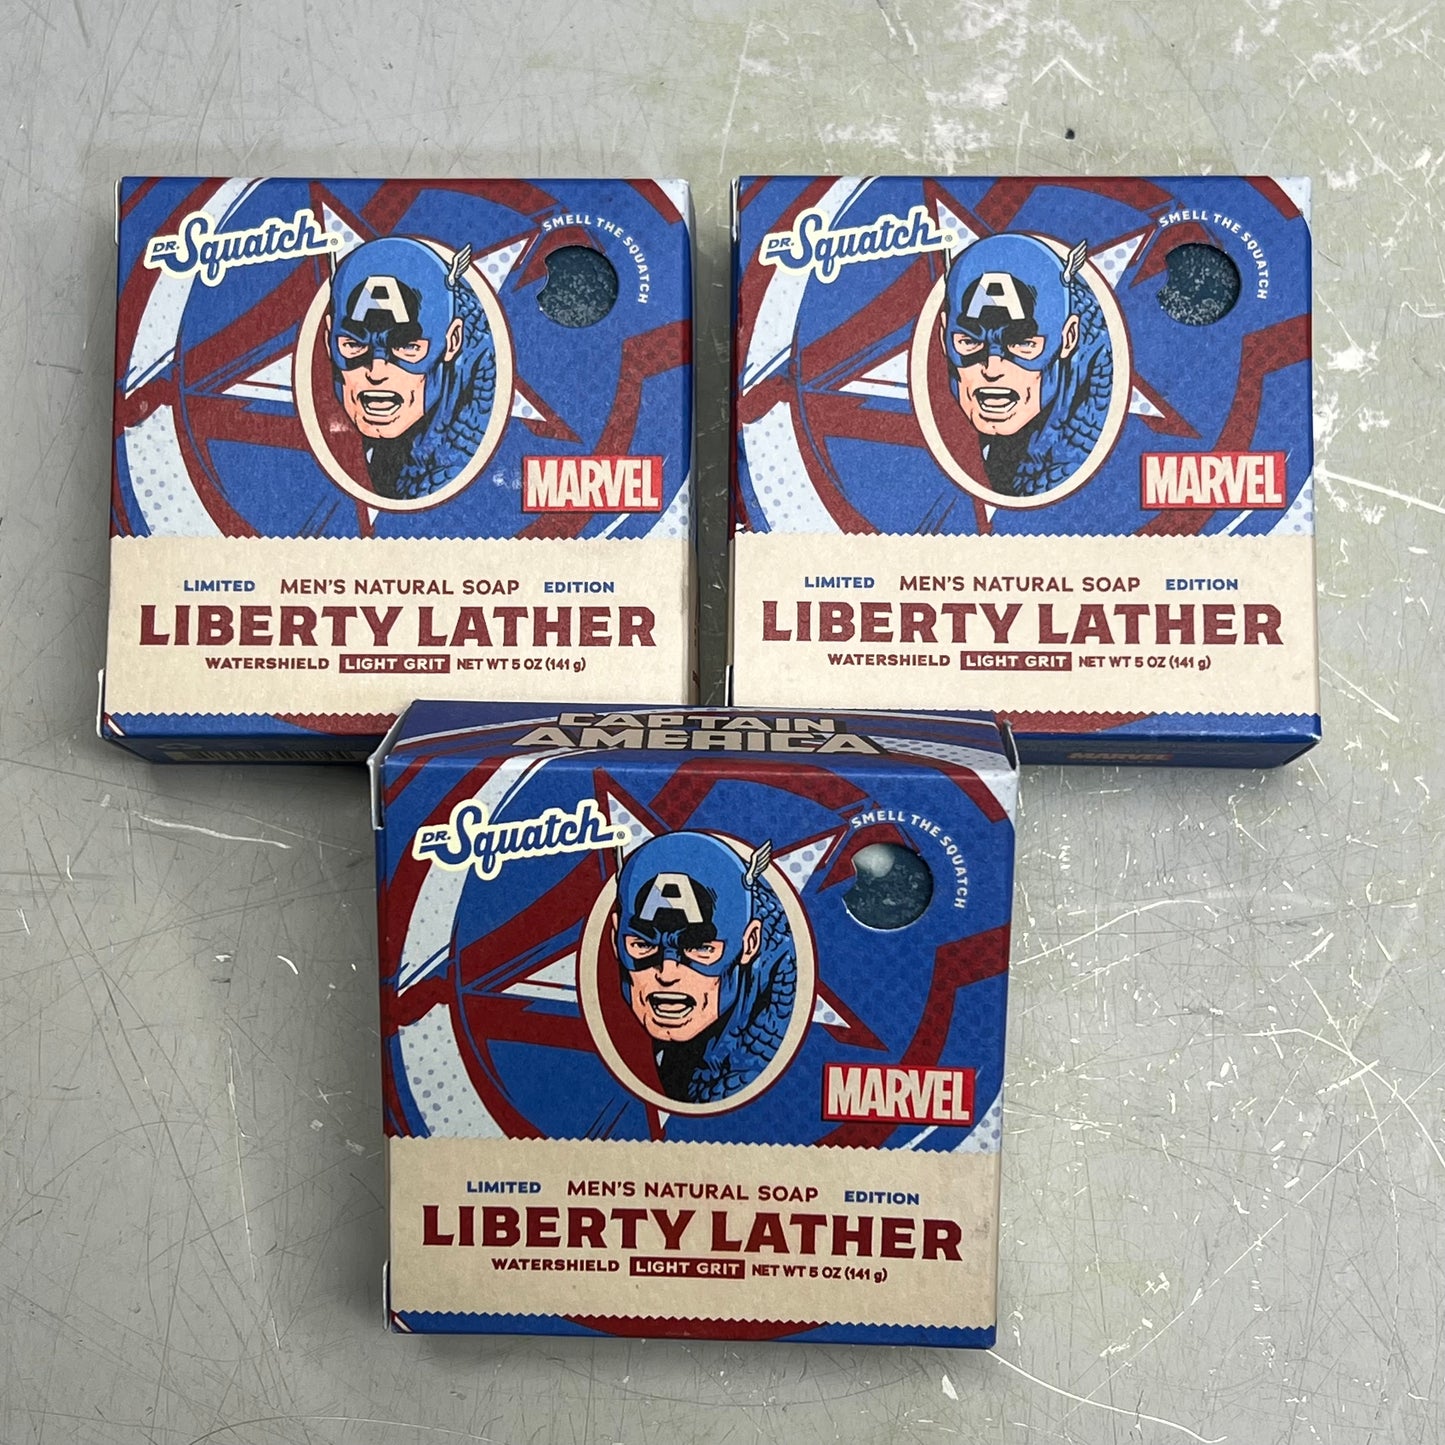 DR. Squatch®
SMELL THE SQUATCH
A
MARVEL
LIMITED MEN'S NATURAL SOAP EDITION
LIBERTY LATHER
WATERSHIELD LIGHT GRIT NET WT 5 OZ (141 g)
DR. Squatch®
SMELL THE SQUATCH
A
MARVEL
LIMITED MEN'S NATURAL SOAP EDITION
LIBERTY LATHER
WATERSHIELD LIGHT GRIT NET WT 5 OZ (141 g)
MARVEL
CAPTAIN
AMERICA
DR. Squatch®
SMELL THE SQUATCH
A
MARVEL
LIMITED MEN'S NATURAL SOAP EDITION
LIBERTY LATHER
WATERSHIELD LIGHT GRIT NET WT 5 OZ (141 g)